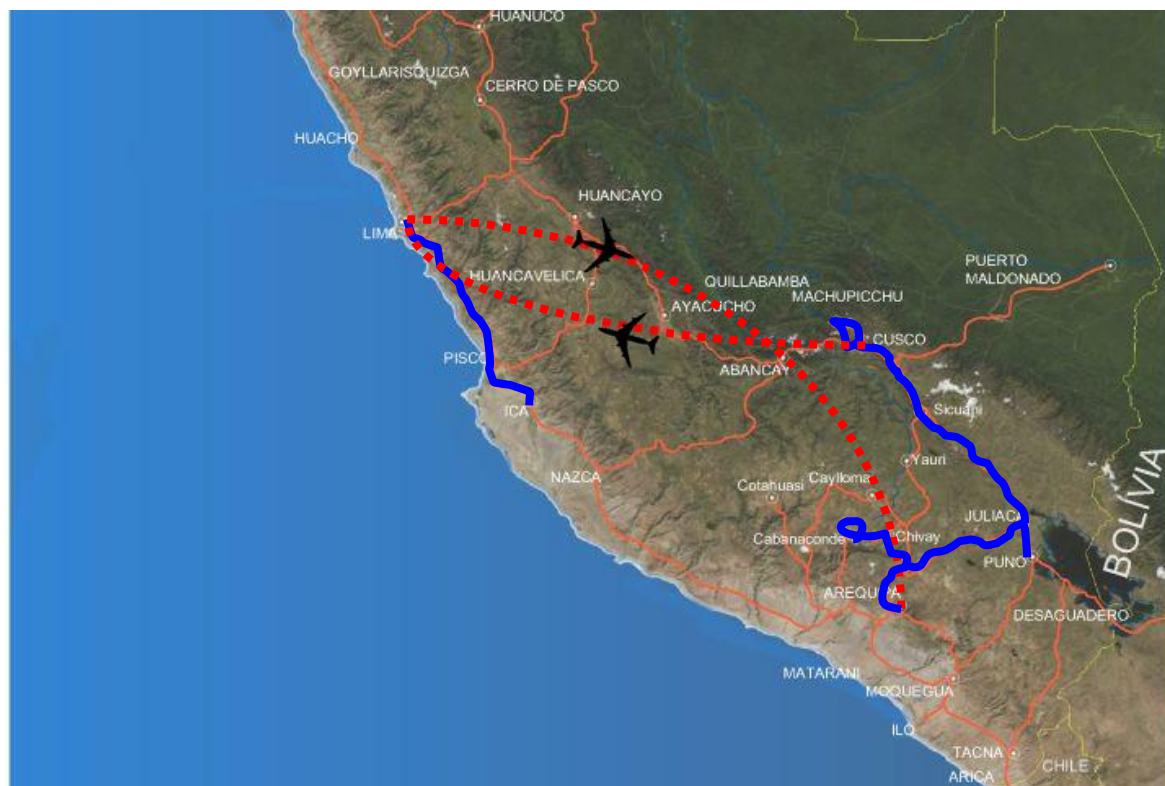 HUANUCO
GOYLLARISQUIZGA
CERRO DE PASCO
HUACHO
HUANCAYO
LIMA
HUANCAVELICA
QUILLABAMBA
PUERTO
MALDONADO
MACHUPICCHU
AYACUCHO
CUSCO
PISCO
ABANCAY
ICA
Sicuani
Yauri
NAZCA
Caylloma
Cotahuasi
BOLÍVIA
JULIACA
Cabanaconde
Chivay
PUNO
AREQUIPA
DESAGUADERO
MATARANI
MOQUEGUA
ILO
TACNA
CHILE
ARICA